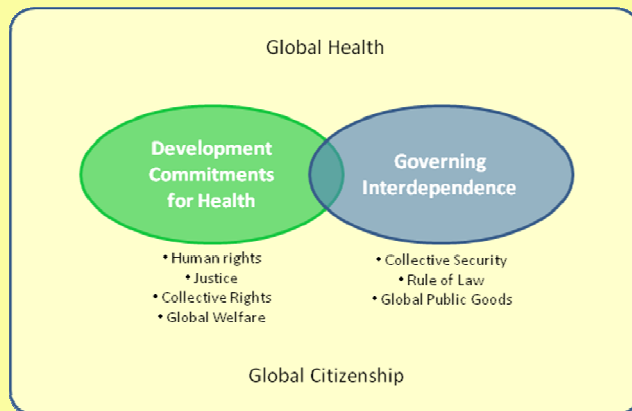 Global Health
Development
Commitments
for Health
Governing
Interdependence
• Human rights
• Justice
• Collective Rights
• Global Welfare
• Collective Security
• Rule of Law
• Global Public Goods
Global Citizenship